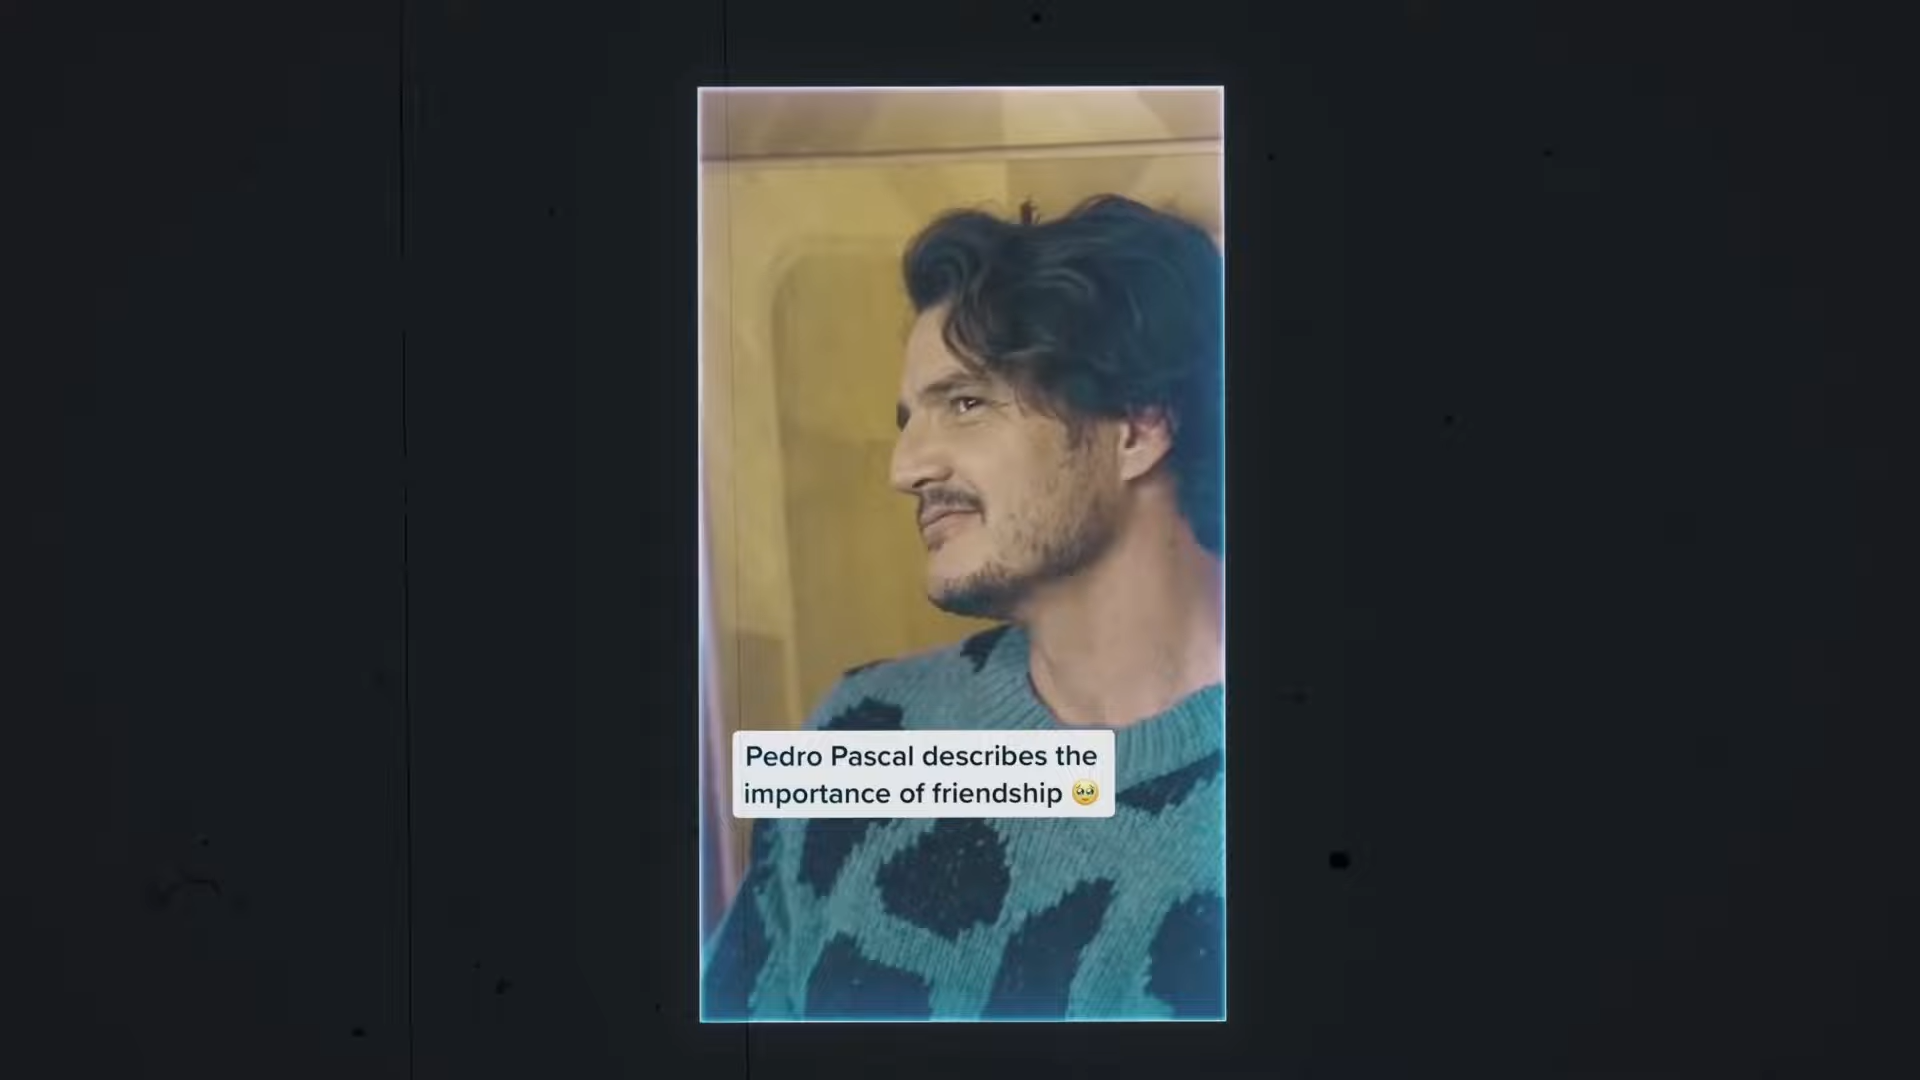 Pedro Pascal describes the
importance of friendship 🥹